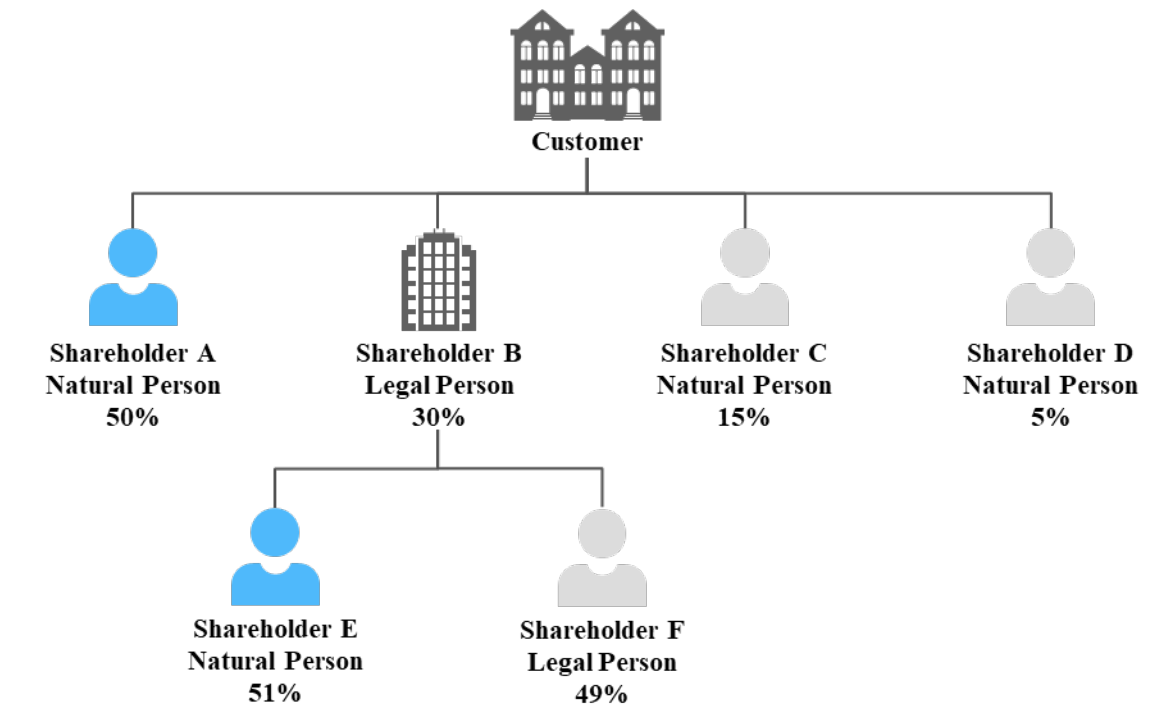 Customer
Shareholder A
Natural Person
50%
Shareholder B
Legal Person
30%
Shareholder C
Natural Person
15%
Shareholder D
Natural Person
5%
Shareholder E
Natural Person
51%
Shareholder F
Legal Person
49%